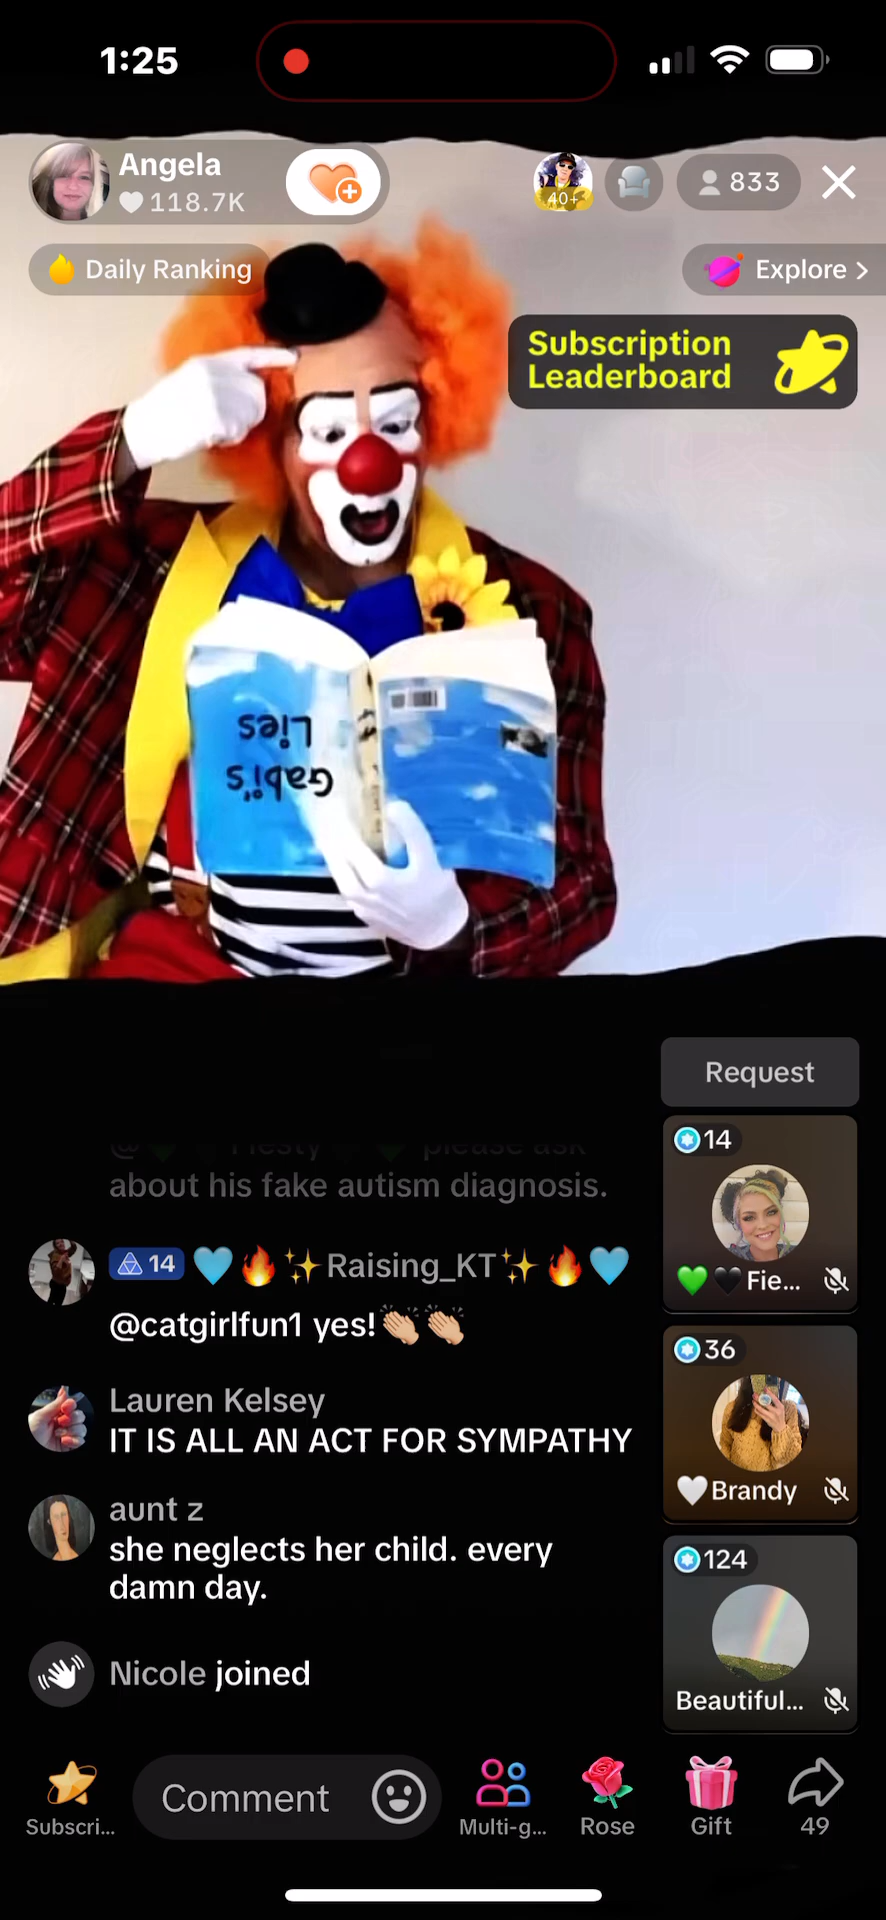 1:25
Angela
118.7K
40+
833
Daily Ranking
Explore >
Subscription
Leaderboard
Gabi's
Lies
Request
please ask
about his fake autism diagnosis.
14 Raising_KT
@catgirlfun1 yes!
Lauren Kelsey
IT IS ALL AN ACT FOR SYMPATHY
aunt z
she neglects her child. every
damn day.
Nicole joined
14
Fie...
36
Brandy
124
Beautiful...
Subscri...
Comment
Multi-g...
Rose
Gift
49